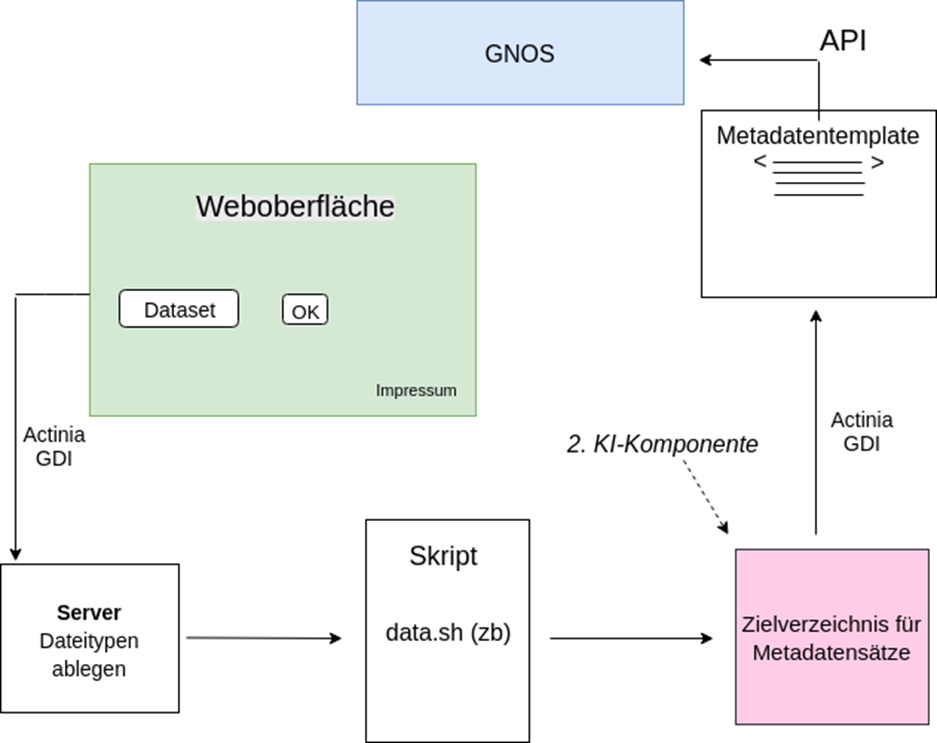 GNOS
API
Metadatentemplate
< >
Weboberfläche
Dataset
OK
Impressum
Actinia
GDI
Actinia
GDI
2. KI-Komponente
Server
Dateitypen
ablegen
Skript
data.sh (zb)
Zielverzeichnis für
Metadatensätze